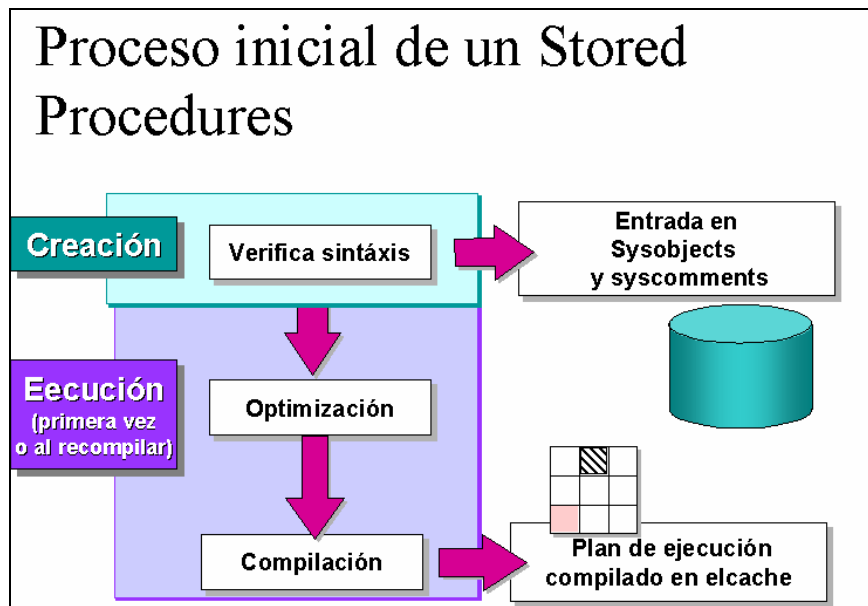 Proceso inicial de un Stored
Procedures
Creación
Verifica sintáxis
Entrada en
Sysobjects
y syscomments
Eecución
(primera vez
o al recompilar)
Optimización
Compilación
Plan de ejecución
compilado en elcache